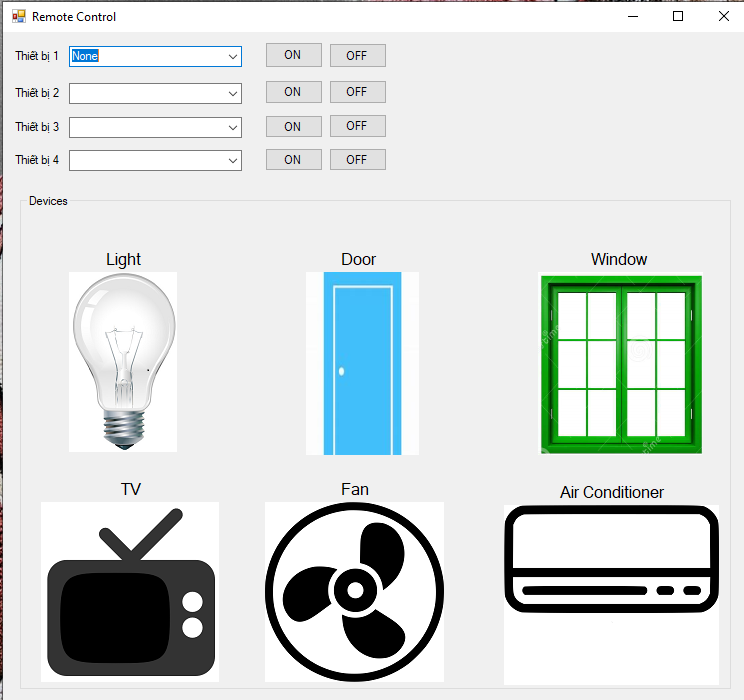 Remote Control
Thiết bị 1 None ON OFF
Thiết bị 2 ON OFF
Thiết bị 3 ON OFF
Thiết bị 4 ON OFF
Devices
Light Door Window
TV Fan Air Conditioner